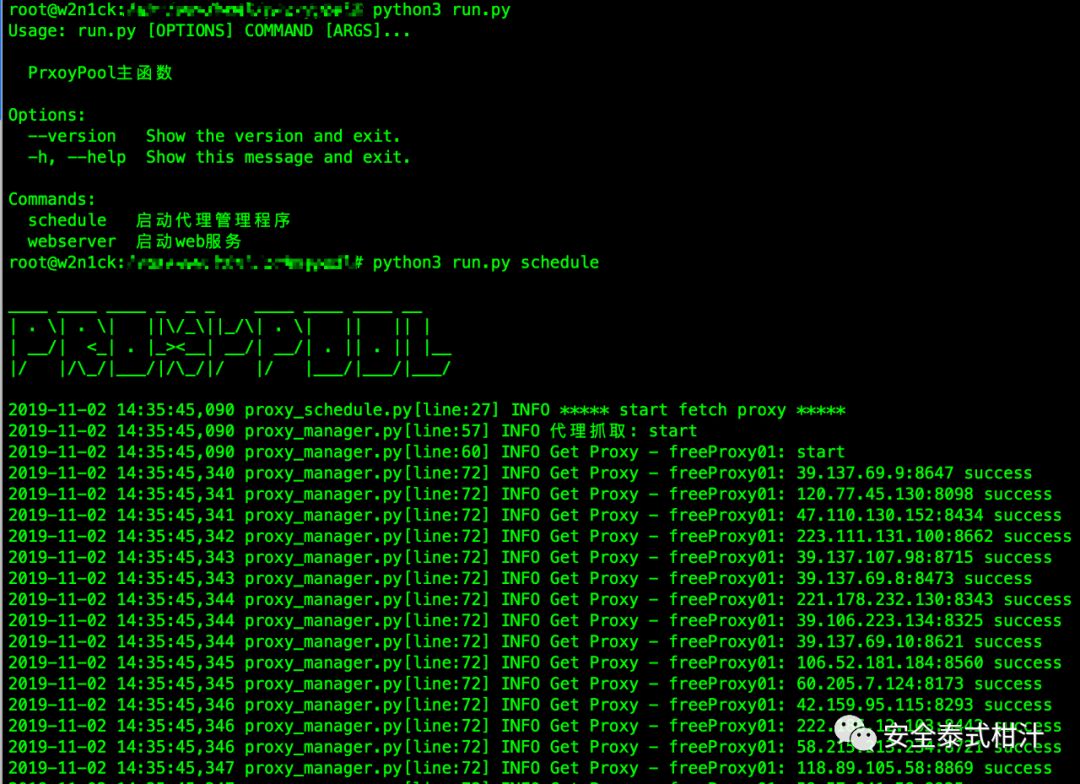 root@w2n1ck: python3 run.py
Usage: run.py [OPTIONS] COMMAND [ARGS]...
PrxoyPool主函数
Options:
--version Show the version and exit.
-h, --help Show this message and exit.
Commands:
schedule 启动代理管理程序
webserver 启动web服务
root@w2n1ck: # python3 run.py schedule
PROXYPOOL
2019-11-02 14:35:45,090 proxy_schedule.py[line:27] INFO ***** start fetch proxy *****
2019-11-02 14:35:45,090 proxy_manager.py[line:57] INFO 代理抓取: start
2019-11-02 14:35:45,090 proxy_manager.py[line:60] INFO Get Proxy - freeProxy01: start
2019-11-02 14:35:45,340 proxy_manager.py[line:72] INFO Get Proxy - freeProxy01: 39.137.69.9:8647 success
2019-11-02 14:35:45,341 proxy_manager.py[line:72] INFO Get Proxy - freeProxy01: 120.77.45.130:8098 success
2019-11-02 14:35:45,341 proxy_manager.py[line:72] INFO Get Proxy - freeProxy01: 47.110.130.152:8434 success
2019-11-02 14:35:45,342 proxy_manager.py[line:72] INFO Get Proxy - freeProxy01: 223.111.131.100:8662 success
2019-11-02 14:35:45,343 proxy_manager.py[line:72] INFO Get Proxy - freeProxy01: 39.137.107.98:8715 success
2019-11-02 14:35:45,343 proxy_manager.py[line:72] INFO Get Proxy - freeProxy01: 39.137.69.8:8473 success
2019-11-02 14:35:45,344 proxy_manager.py[line:72] INFO Get Proxy - freeProxy01: 221.178.232.130:8343 success
2019-11-02 14:35:45,344 proxy_manager.py[line:72] INFO Get Proxy - freeProxy01: 39.106.223.134:8325 success
2019-11-02 14:35:45,344 proxy_manager.py[line:72] INFO Get Proxy - freeProxy01: 39.137.69.10:8621 success
2019-11-02 14:35:45,345 proxy_manager.py[line:72] INFO Get Proxy - freeProxy01: 106.52.181.184:8560 success
2019-11-02 14:35:45,345 proxy_manager.py[line:72] INFO Get Proxy - freeProxy01: 60.205.7.124:8173 success
2019-11-02 14:35:45,346 proxy_manager.py[line:72] INFO Get Proxy - freeProxy01: 42.159.95.115:8293 success
2019-11-02 14:35:45,346 proxy_manager.py[line:72] INFO Get Proxy - freeProxy01: success
2019-11-02 14:35:45,346 proxy_manager.py[line:72] INFO Get Proxy - freeProxy01: success
安全泰式柑汁
2019-11-02 14:35:45,347 proxy_manager.py[line:72] INFO Get Proxy - freeProxy01: 118.89.105.58:8869 success